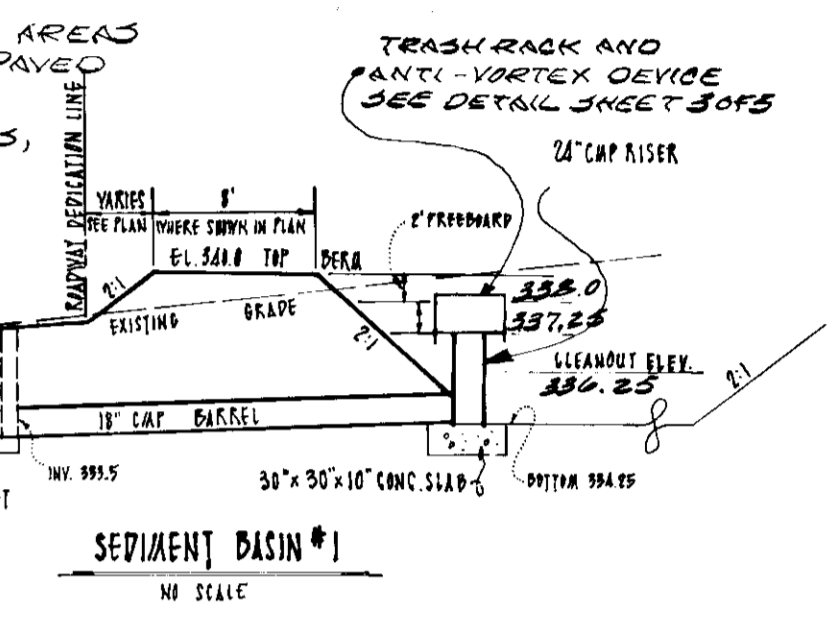 AREAS
PAVED
S,
TRASH RACK AND
ANTI-VORTEX DEVICE
SEE DETAIL SHEET 3 OF 5
24" CMP RISER
ROADWAY DEDICATION LINE
VARIES
SEE PLAN
8'
WHERE SHOWN IN PLAN
EL. 340.0 TOP BERM
2' FREEBOARD
2:1
EXISTING GRADE
2:1
338.0
337.25
CLEANOUT ELEV.
336.25
2:1
18" CMP BARREL
INV. 333.5
30" x 30" x 10" CONC. SLAB
BOTTOM 334.25
T
SEDIMENT BASIN #1
NO SCALE